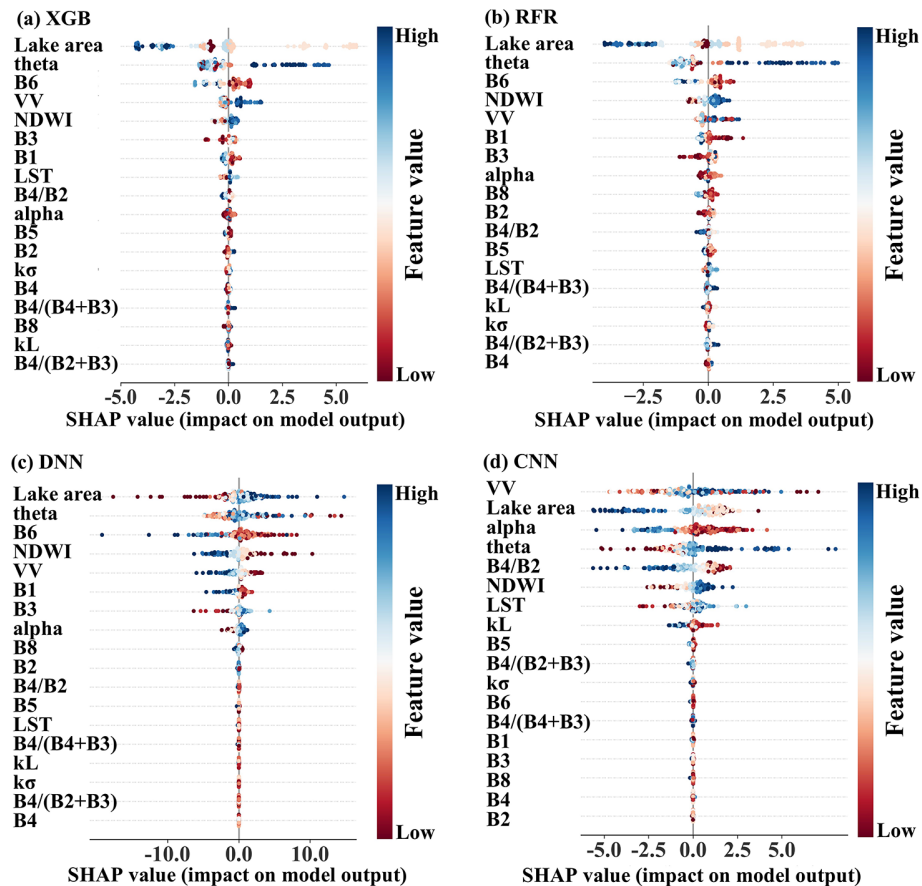 (a) XGB
Lake area
theta
B6
VV
NDWI
B3
B1
LST
B4/B2
alpha
B5
B2
kσ
B4
B4/(B4+B3)
B8
kL
B4/(B2+B3)
-5.0 -2.5 0.0 2.5 5.0
SHAP value (impact on model output)
High
Feature value
Low
(b) RFR
Lake area
theta
B6
NDWI
VV
B1
B3
alpha
B8
B2
B4/B2
B5
LST
B4/(B4+B3)
kL
kσ
B4/(B2+B3)
B4
−2.5 0.0 2.5 5.0
SHAP value (impact on model output)
High
Feature value
Low
(c) DNN
Lake area
theta
B6
NDWI
VV
B1
B3
alpha
B8
B2
B4/B2
B5
LST
B4/(B4+B3)
kL
kσ
B4/(B2+B3)
B4
-10.0 0.0 10.0
SHAP value (impact on model output)
High
Feature value
Low
(d) CNN
VV
Lake area
alpha
theta
B4/B2
NDWI
LST
kL
B5
B4/(B2+B3)
kσ
B6
B4/(B4+B3)
B1
B3
B8
B4
B2
-5.0 -2.5 0.0 2.5 5.0 7.5
SHAP value (impact on model output)
High
Feature value
Low